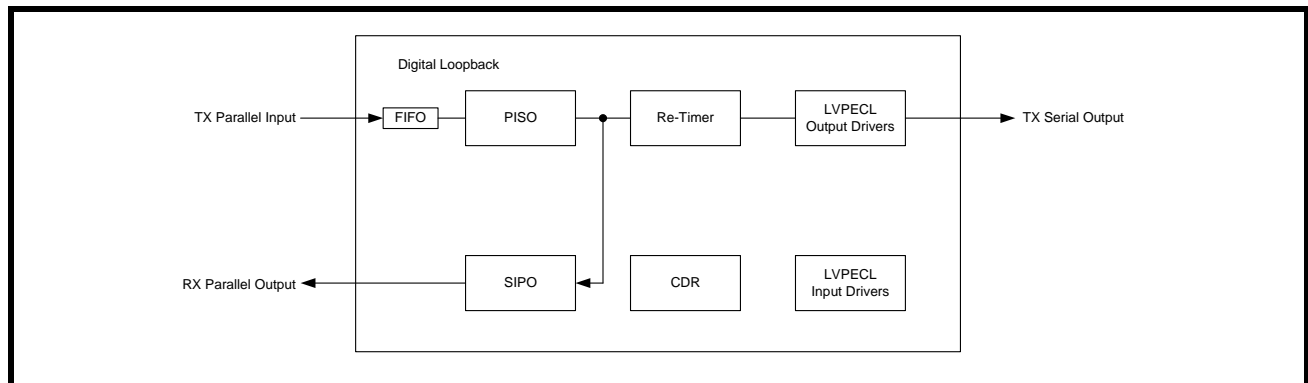 Digital Loopback
TX Parallel Input
FIFO
PISO
Re-Timer
LVPECL
Output Drivers
TX Serial Output
RX Parallel Output
SIPO
CDR
LVPECL
Input Drivers